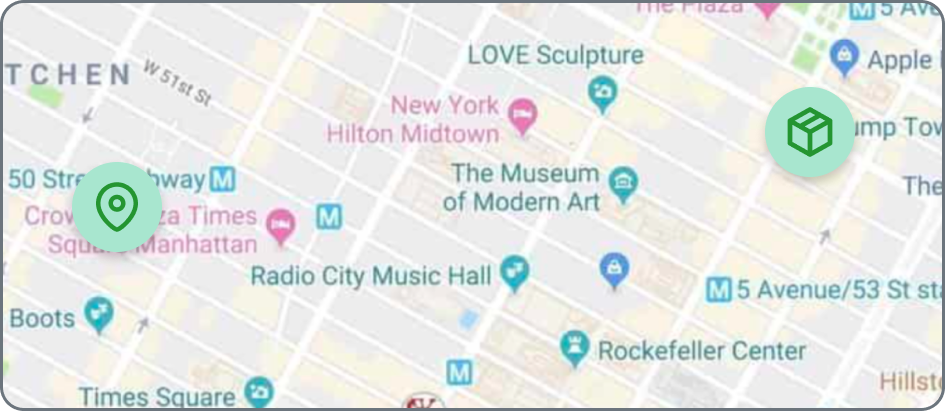 The Plaza
M 5 Ave
TCHEN
W 51st St
LOVE Sculpture
Apple
New York
Hilton Midtown
ump Tow
50 Stre
bway M
The Museum
of Modern Art
The
Crow
za Times
Squa
Manhattan
M
Radio City Music Hall
M 5 Avenue/53 St sta
Boots
Rockefeller Center
M
Times Square
Hillsto